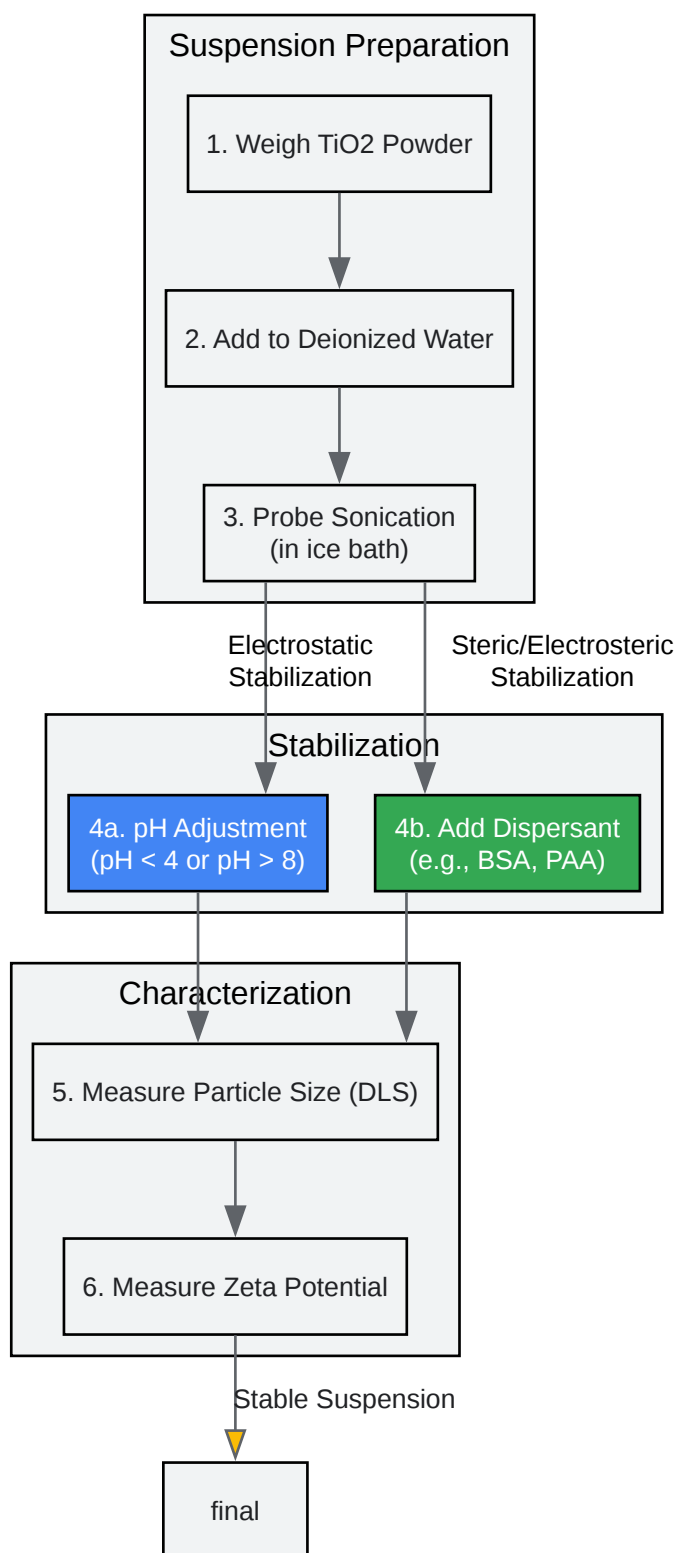 Suspension Preparation
1. Weigh TiO2 Powder
2. Add to Deionized Water
3. Probe Sonication
(in ice bath)
Electrostatic
Stabilization
Steric/Electrosteric
Stabilization
Stabilization
4a. pH Adjustment
(pH < 4 or pH > 8)
4b. Add Dispersant
(e.g., BSA, PAA)
Characterization
5. Measure Particle Size (DLS)
6. Measure Zeta Potential
Stable Suspension
final